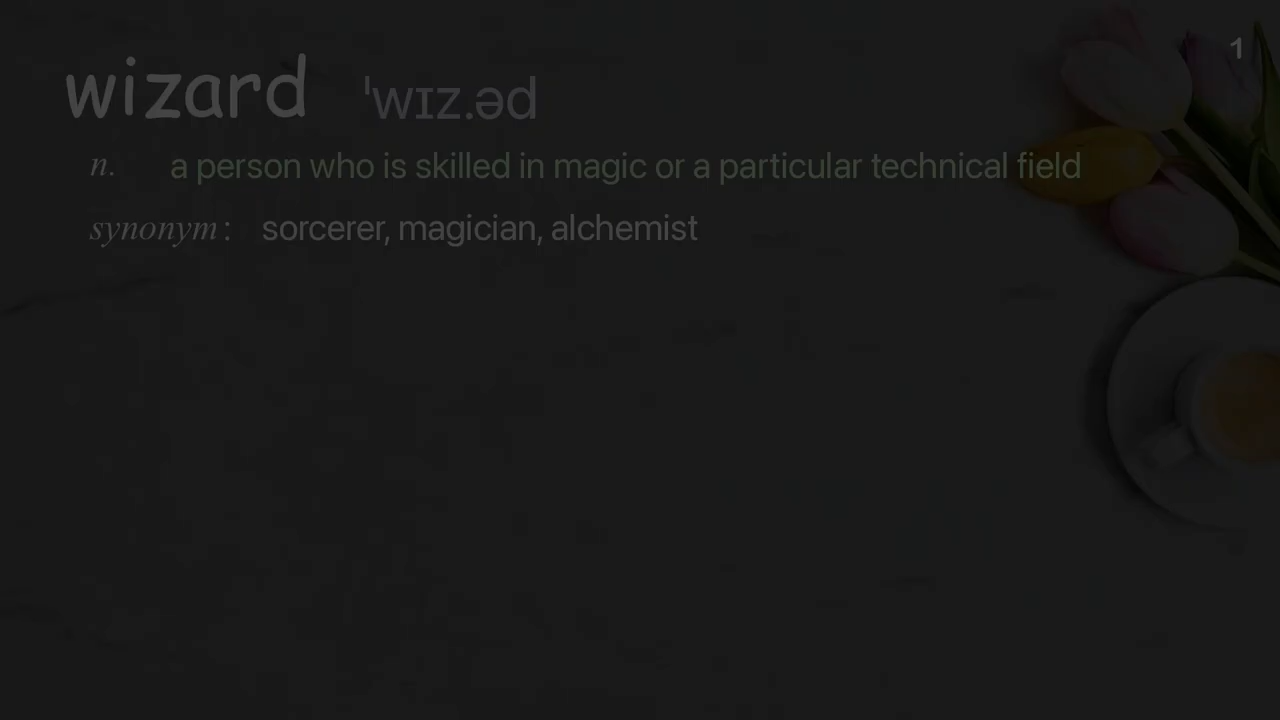 1
wizard ˈwɪz.əd
n. a person who is skilled in magic or a particular technical field
synonym: sorcerer, magician, alchemist